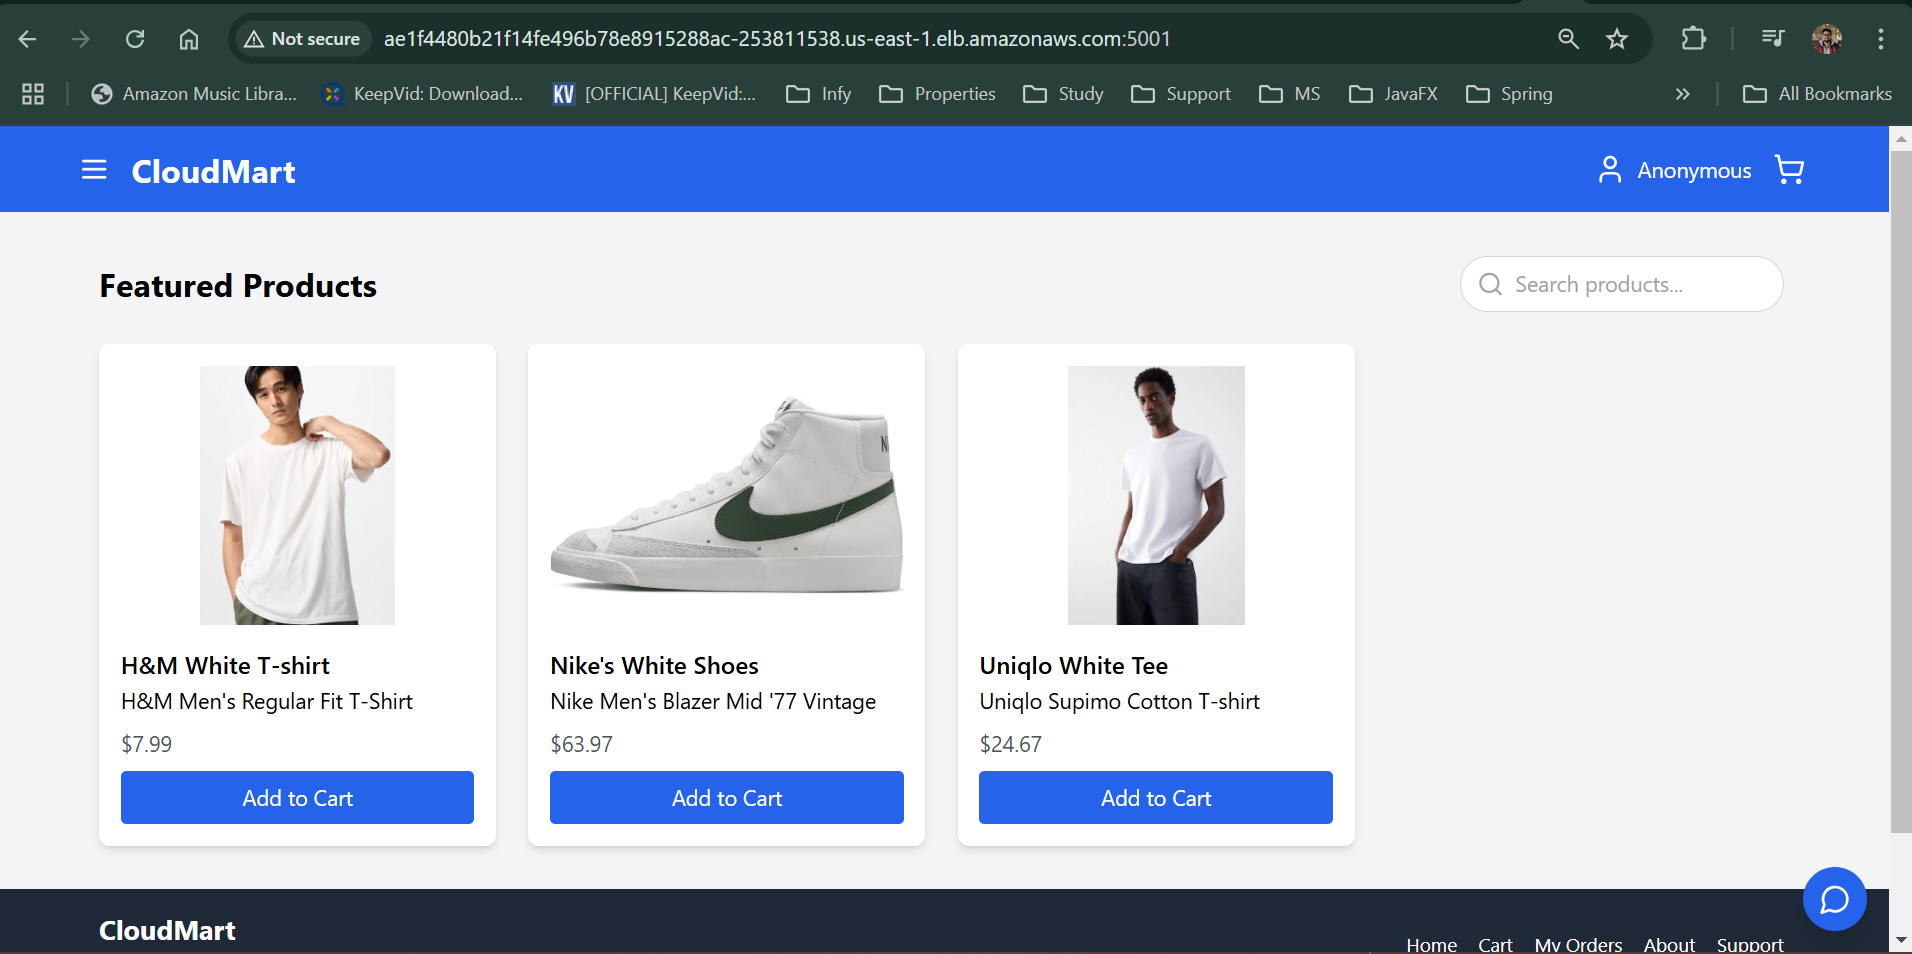 Not secure ae1f4480b21f14fe496b78e8915288ac-253811538.us-east-1.elb.amazonaws.com:5001
Amazon Music Libra... KeepVid: Download... KV [OFFICIAL] KeepVid:... Infy Properties Study Support MS JavaFX Spring » All Bookmarks
CloudMart Anonymous
Featured Products Search products...
H&M White T-shirt
H&M Men's Regular Fit T-Shirt
$7.99
Add to Cart
Nike's White Shoes
Nike Men's Blazer Mid '77 Vintage
$63.97
Add to Cart
Uniqlo White Tee
Uniqlo Supimo Cotton T-shirt
$24.67
Add to Cart
CloudMart
Home Cart My Orders About Support